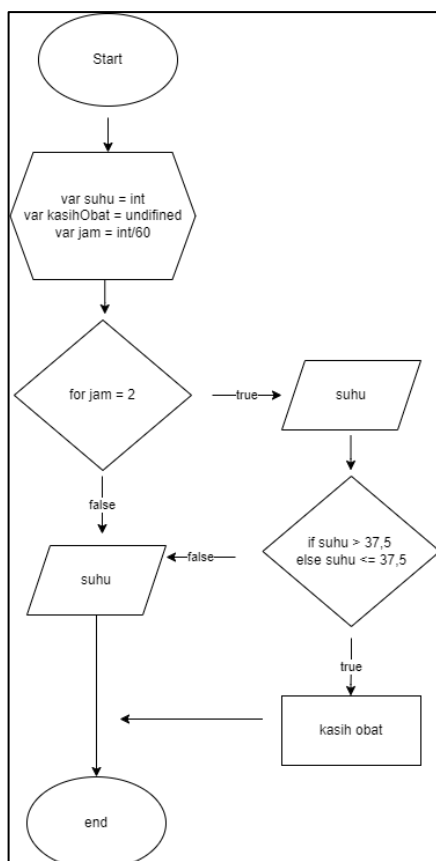 Start
var suhu = int
var kasihObat = undifined
var jam = int/60
for jam = 2
true
suhu
false
if suhu > 37,5
else suhu <= 37,5
false
suhu
true
kasih obat
end